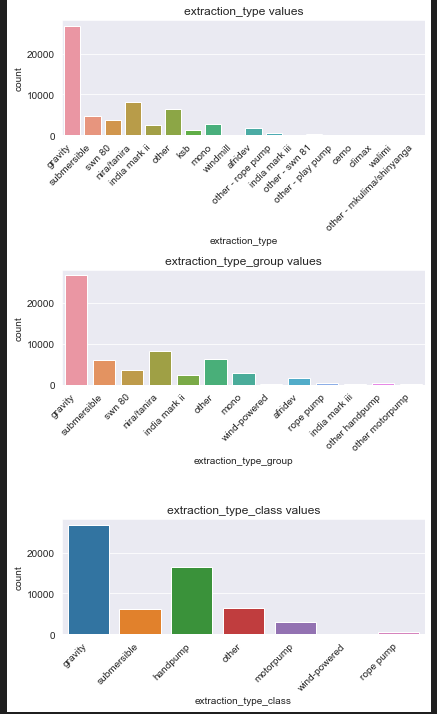 extraction_type values
20000
10000
0
count
gravity
submersible
swn 80
nira/tanira
india mark ii
other
ksb
mono
windmill
afridev
other - rope pump
india mark iii
other - swn 81
other - play pump
cemo
climax
walimi
other - mkulima/shinyanga
extraction_type
extraction_type_group values
20000
10000
0
count
gravity
submersible
swn 80
nira/tanira
india mark ii
other
mono
wind-powered
afridev
rope pump
india mark iii
other handpump
other motorpump
extraction_type_group
extraction_type_class values
20000
10000
0
count
gravity
submersible
handpump
other
motorpump
wind-powered
rope pump
extraction_type_class